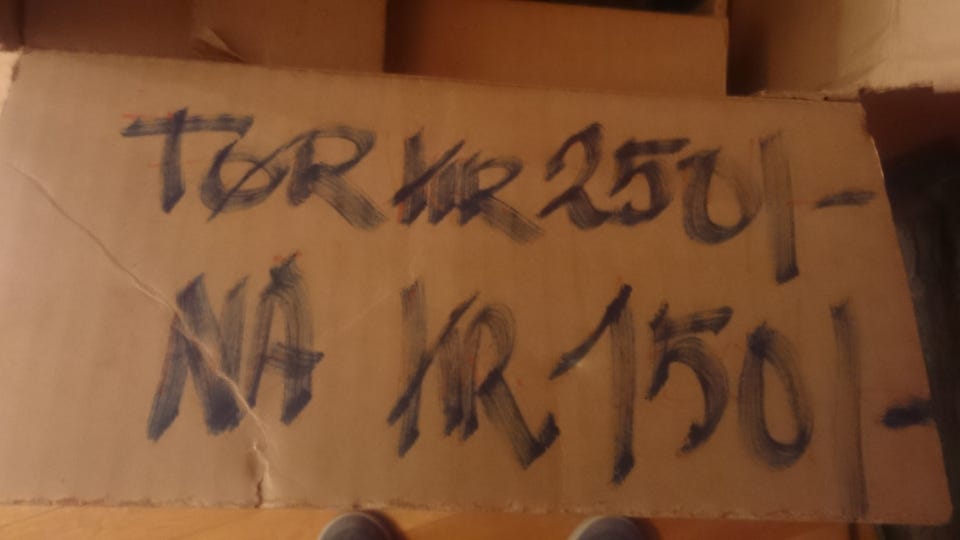 TØR KR 250/-
NÅ KR 150/-